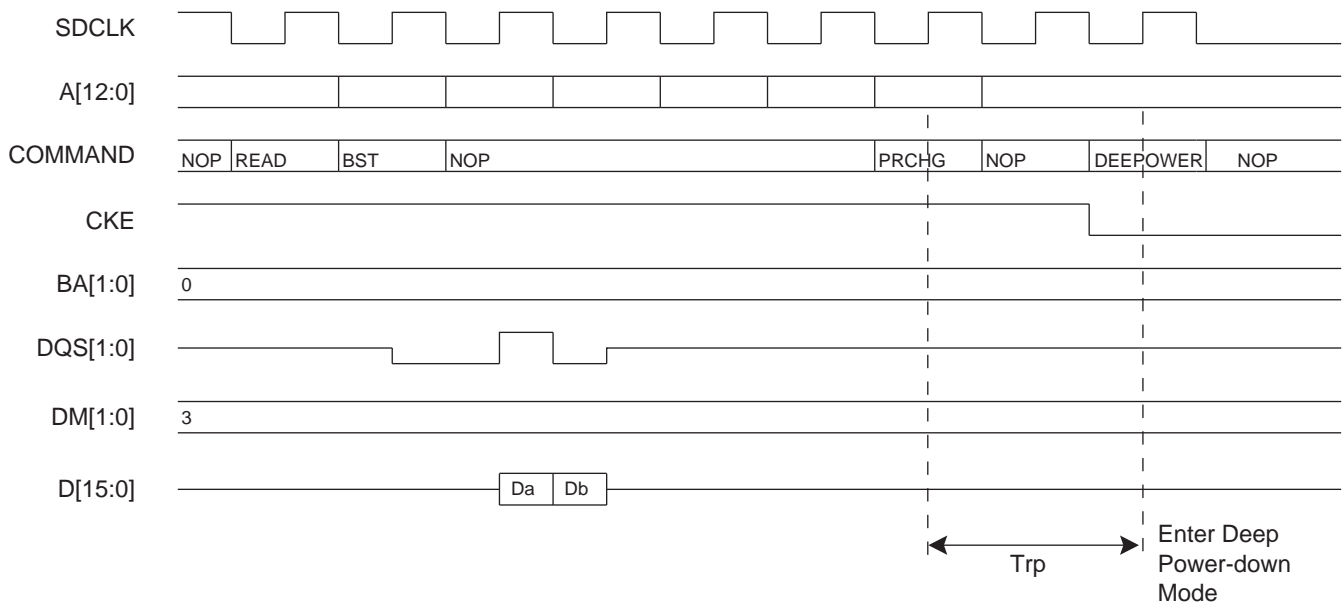 SDCLK
A[12:0]
COMMAND NOP READ BST NOP PRCHG NOP DEEPOWER NOP
CKE
BA[1:0] 0
DQS[1:0]
DM[1:0] 3
D[15:0] Da Db
Trp
Enter Deep
Power-down
Mode